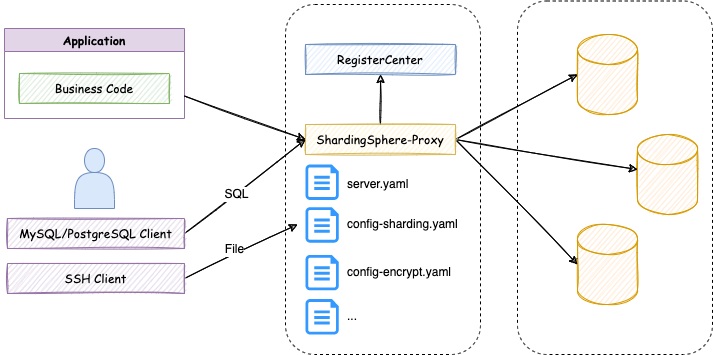 Application
Business Code
MySQL/PostgreSQL Client
SSH Client
SQL
File
RegisterCenter
ShardingSphere-Proxy
server.yaml
config-sharding.yaml
config-encrypt.yaml
...